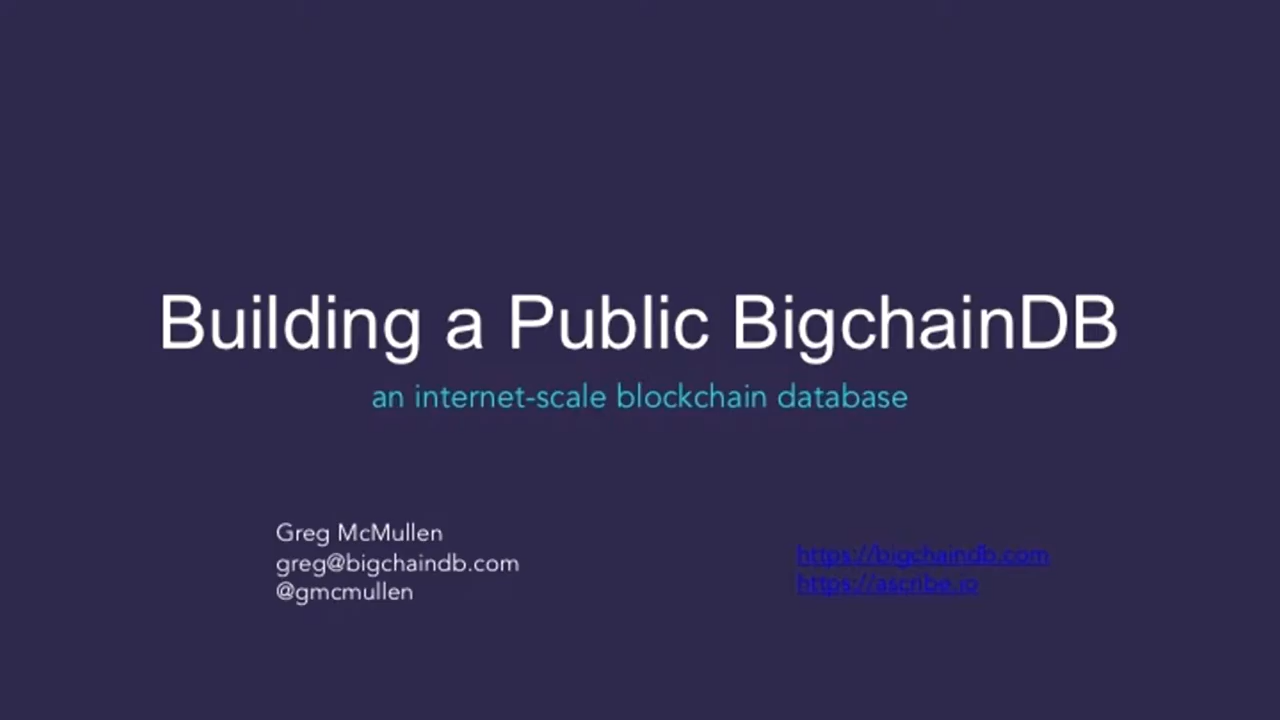 Building a Public BigchainDB
an internet-scale blockchain database
Greg McMullen
greg@bigchaindb.com
@gmcmullen
https://bigchaindb.com
https://ascribe.io